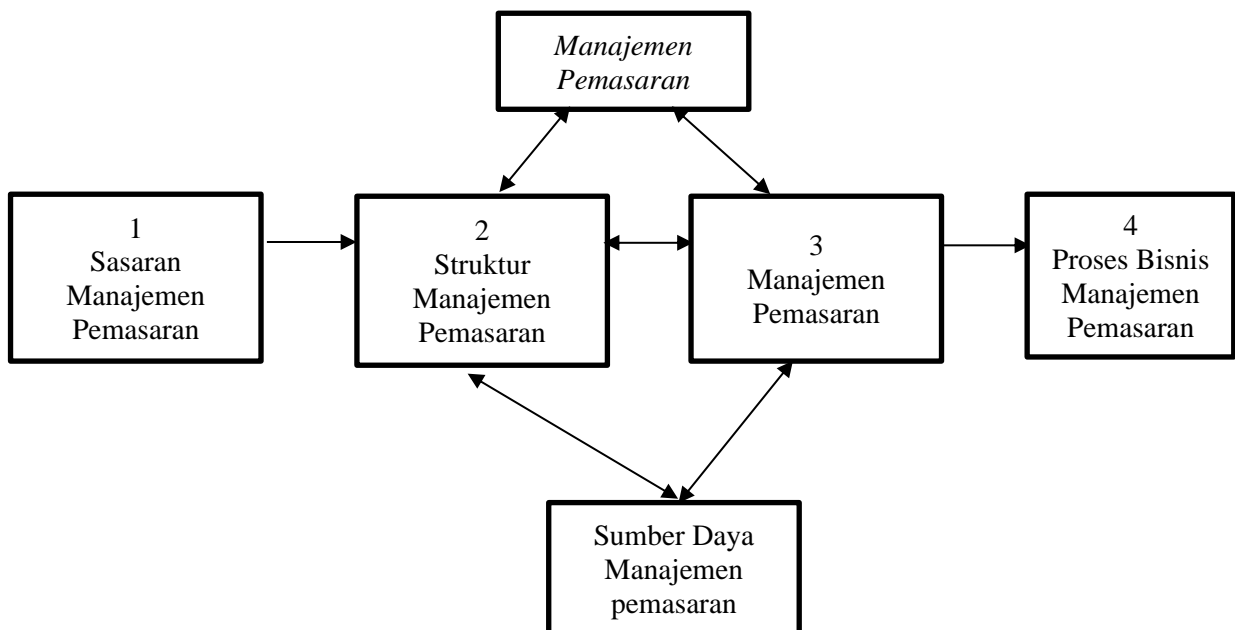 Manajemen
Pemasaran
1
Sasaran
Manajemen
Pemasaran
2
Struktur
Manajemen
Pemasaran
3
Manajemen
Pemasaran
4
Proses Bisnis
Manajemen
Pemasaran
Sumber Daya
Manajemen
pemasaran